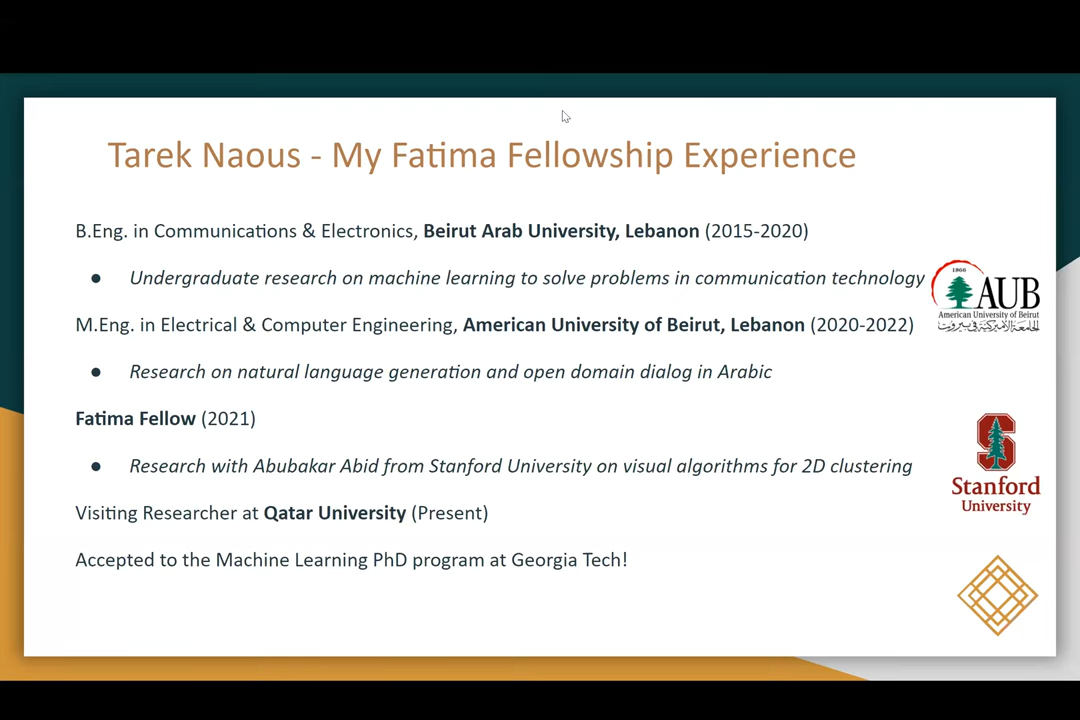 Tarek Naous - My Fatima Fellowship Experience
B.Eng. in Communications & Electronics, Beirut Arab University, Lebanon (2015-2020)
● Undergraduate research on machine learning to solve problems in communication technology
1866
AUB
American University of Beirut
الجامعة الأميركية في بيروت
M.Eng. in Electrical & Computer Engineering, American University of Beirut, Lebanon (2020-2022)
● Research on natural language generation and open domain dialog in Arabic
Fatima Fellow (2021)
● Research with Abubakar Abid from Stanford University on visual algorithms for 2D clustering
S
Stanford
University
Visiting Researcher at Qatar University (Present)
Accepted to the Machine Learning PhD program at Georgia Tech!